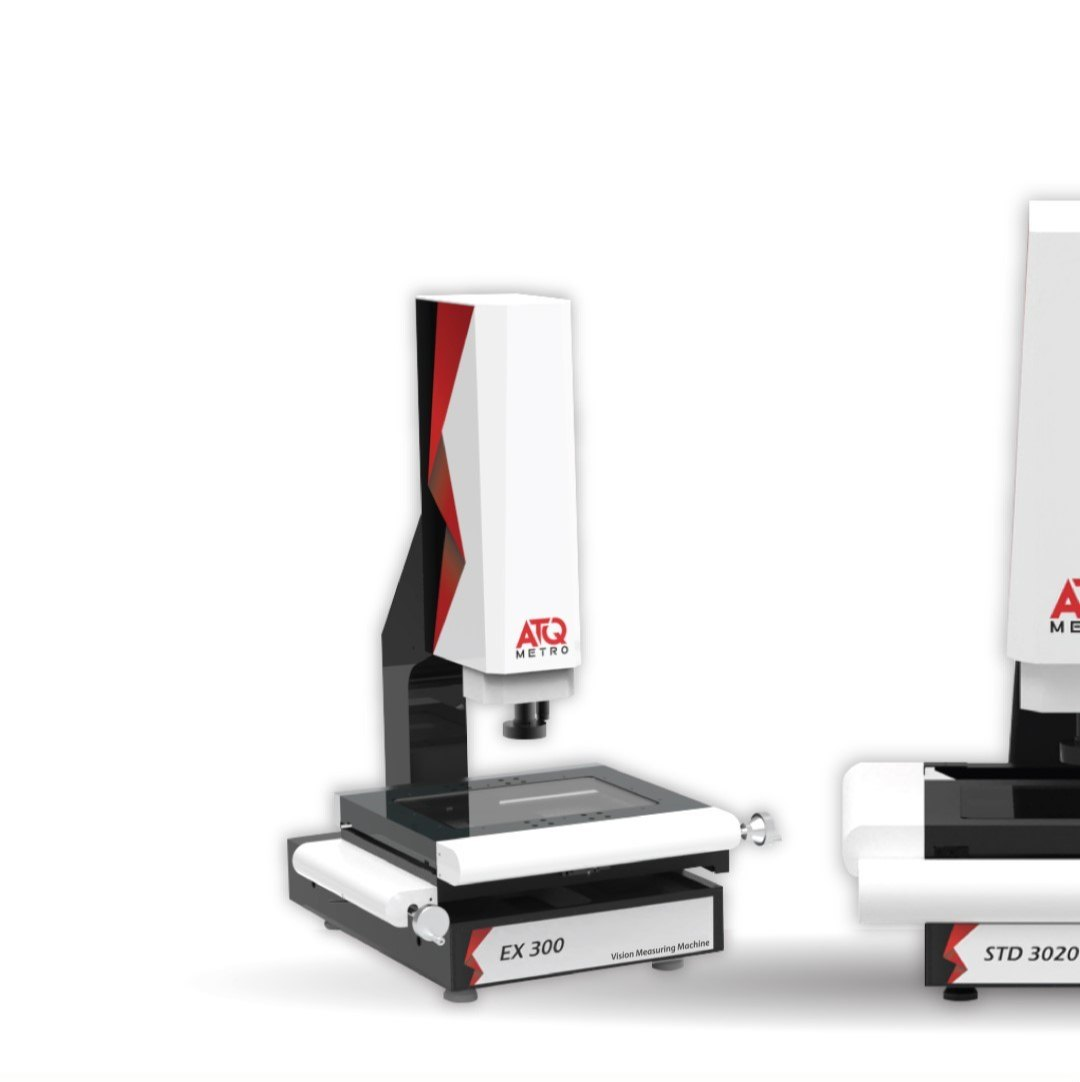 ATQ
METRO
EX 300
Vision Measuring Machine
STD 3020